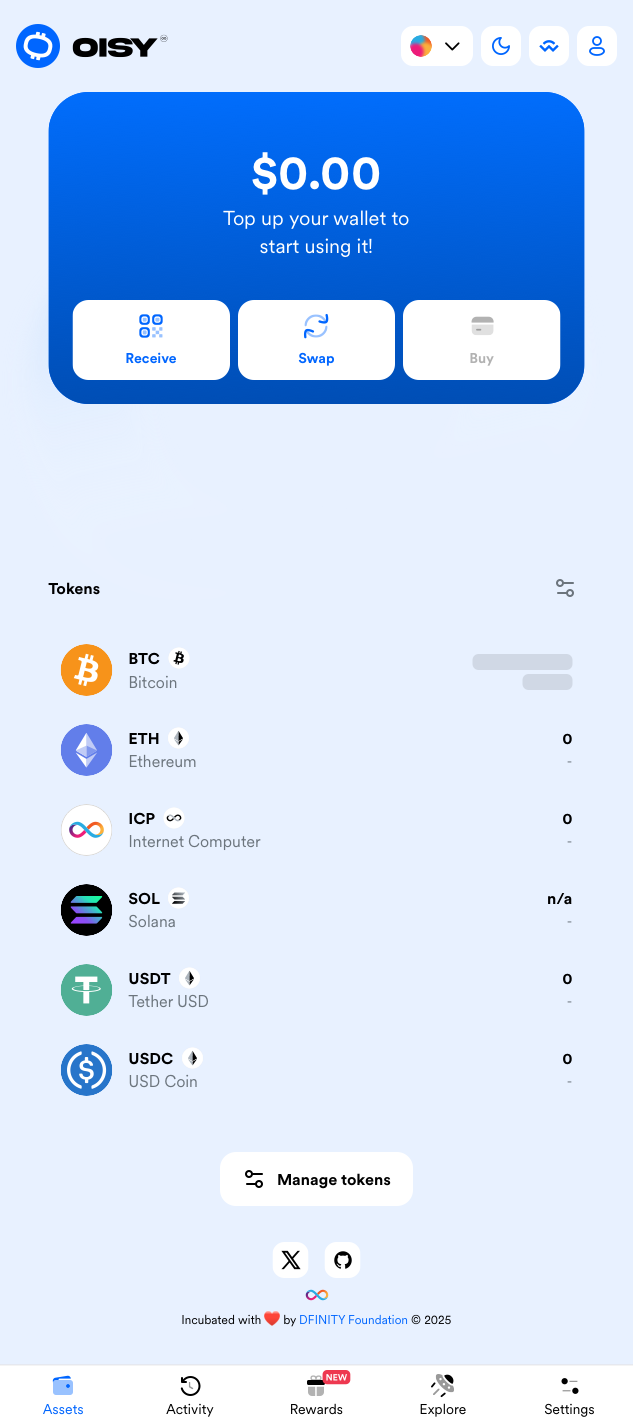 OISY
$0.00
Top up your wallet to
start using it!
Receive
Swap
Buy
Tokens
BTC
Bitcoin
ETH
0
Ethereum
-
ICP
0
Internet Computer
-
SOL
n/a
Solana
-
USDT
0
Tether USD
-
USDC
0
USD Coin
-
Manage tokens
Incubated with ❤️ by DFINITY Foundation © 2025
NEW
Assets
Activity
Rewards
Explore
Settings